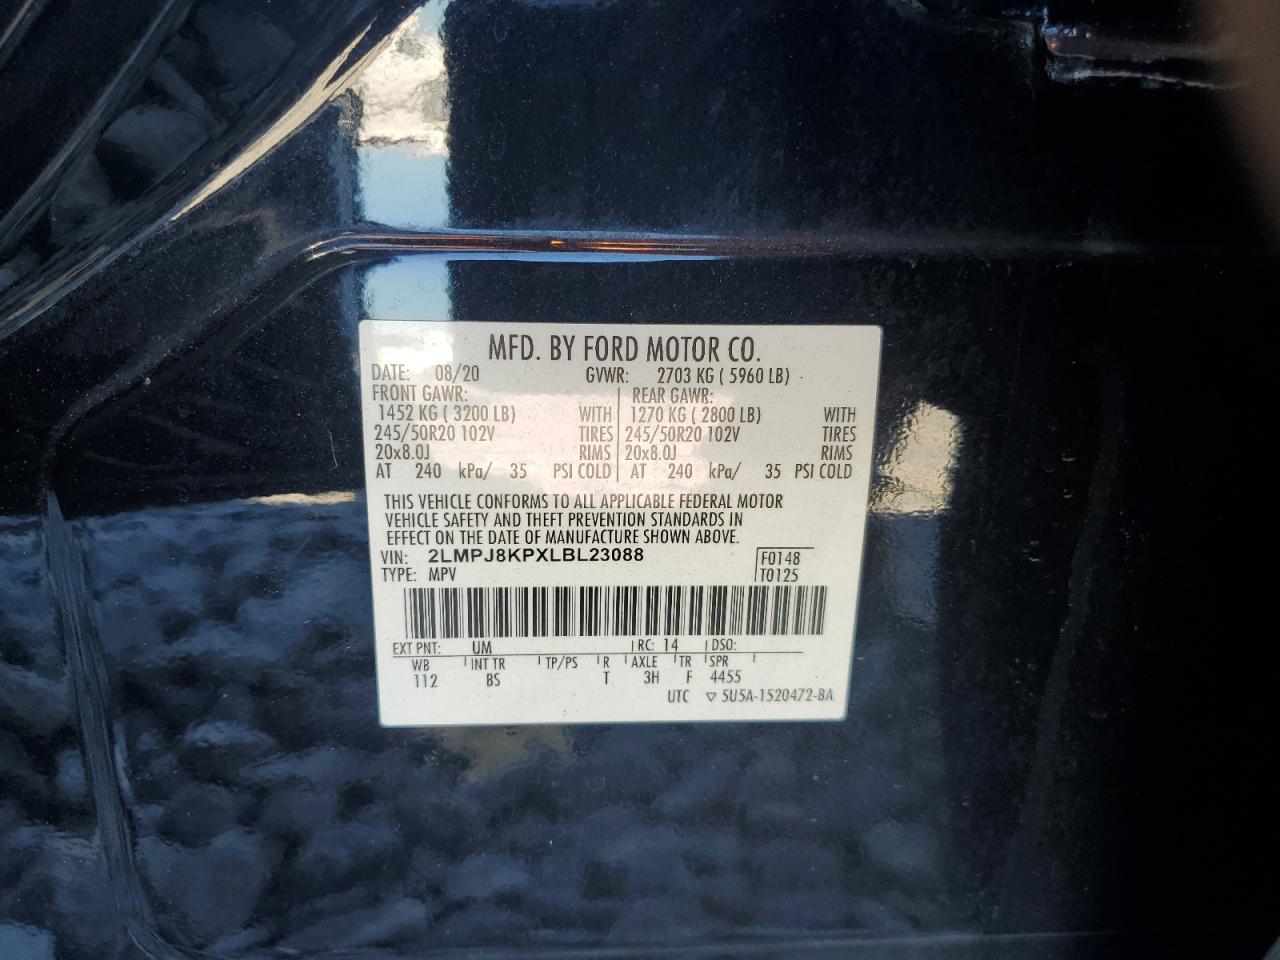 MFD. BY FORD MOTOR CO.
DATE: 08/20 GVWR: 2703 KG ( 5960 LB)
FRONT GAWR: REAR GAWR:
1452 KG ( 3200 LB) WITH 1270 KG ( 2800 LB) WITH
245/50R20 102V TIRES 245/50R20 102V TIRES
20x8.0J RIMS 20x8.0J RIMS
AT 240 kPa/ 35 PSI COLD AT 240 kPa/ 35 PSI COLD
THIS VEHICLE CONFORMS TO ALL APPLICABLE FEDERAL MOTOR
VEHICLE SAFETY AND THEFT PREVENTION STANDARDS IN
EFFECT ON THE DATE OF MANUFACTURE SHOWN ABOVE.
VIN: 2LMPJ8KPXLBL23088 F0148
TYPE: MPV T0125
EXT PNT: UM RC: 14 DSO:
WB INT TR TP/PS R AXLE TR SPR
112 BS T 3H F 4455
UTC ▽ 5U5A-1520472-BA